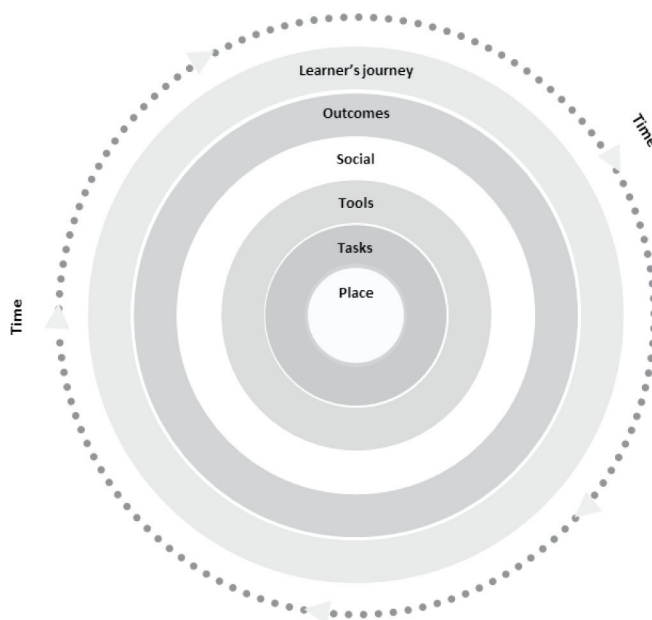 Learner's journey
Outcomes
Time
Social
Tools
Tasks
Place
Time